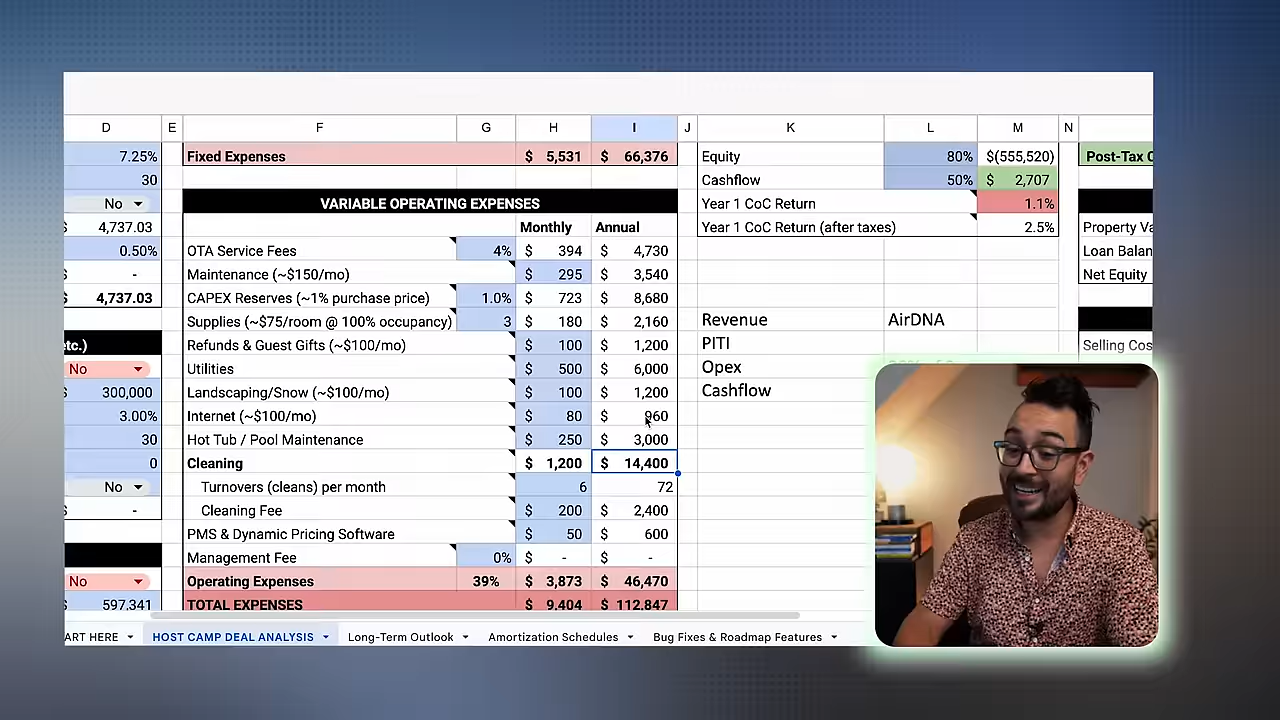 D E F G H I J K L M N
7.25% Fixed Expenses $ 5,531 $ 66,376 Equity 80% $(555,520) Post-Tax C
30 Cashflow 50% $ 2,707
No VARIABLE OPERATING EXPENSES Year 1 CoC Return 1.1%
$ 4,737.03 Monthly Annual Year 1 CoC Return (after taxes) 2.5% Property Va
0.50% OTA Service Fees 4% $ 394 $ 4,730 Loan Balan
$ - Maintenance (~$150/mo) $ 295 $ 3,540 Net Equity
$ 4,737.03 CAPEX Reserves (~1% purchase price) 1.0% $ 723 $ 8,680
Supplies (~$75/room @ 100% occupancy) 3 $ 180 $ 2,160 Revenue AirDNA
etc.) Refunds & Guest Gifts (~$100/mo) $ 100 $ 1,200 PITI Selling Cos
No Utilities $ 500 $ 6,000 Opex
300,000 Landscaping/Snow (~$100/mo) $ 100 $ 1,200 Cashflow
3.00% Internet (~$100/mo) $ 80 $ 960
30 Hot Tub / Pool Maintenance $ 250 $ 3,000
0 Cleaning $ 1,200 $ 14,400
No Turnovers (cleans) per month 6 72
$ - Cleaning Fee $ 200 $ 2,400
PMS & Dynamic Pricing Software $ 50 $ 600
Management Fee 0% $ - $ -
No Operating Expenses 39% $ 3,873 $ 46,470
$ 597,341 TOTAL EXPENSES $ 9,404 $ 112,847
ART HERE HOST CAMP DEAL ANALYSIS Long-Term Outlook Amortization Schedules Bug Fixes & Roadmap Features